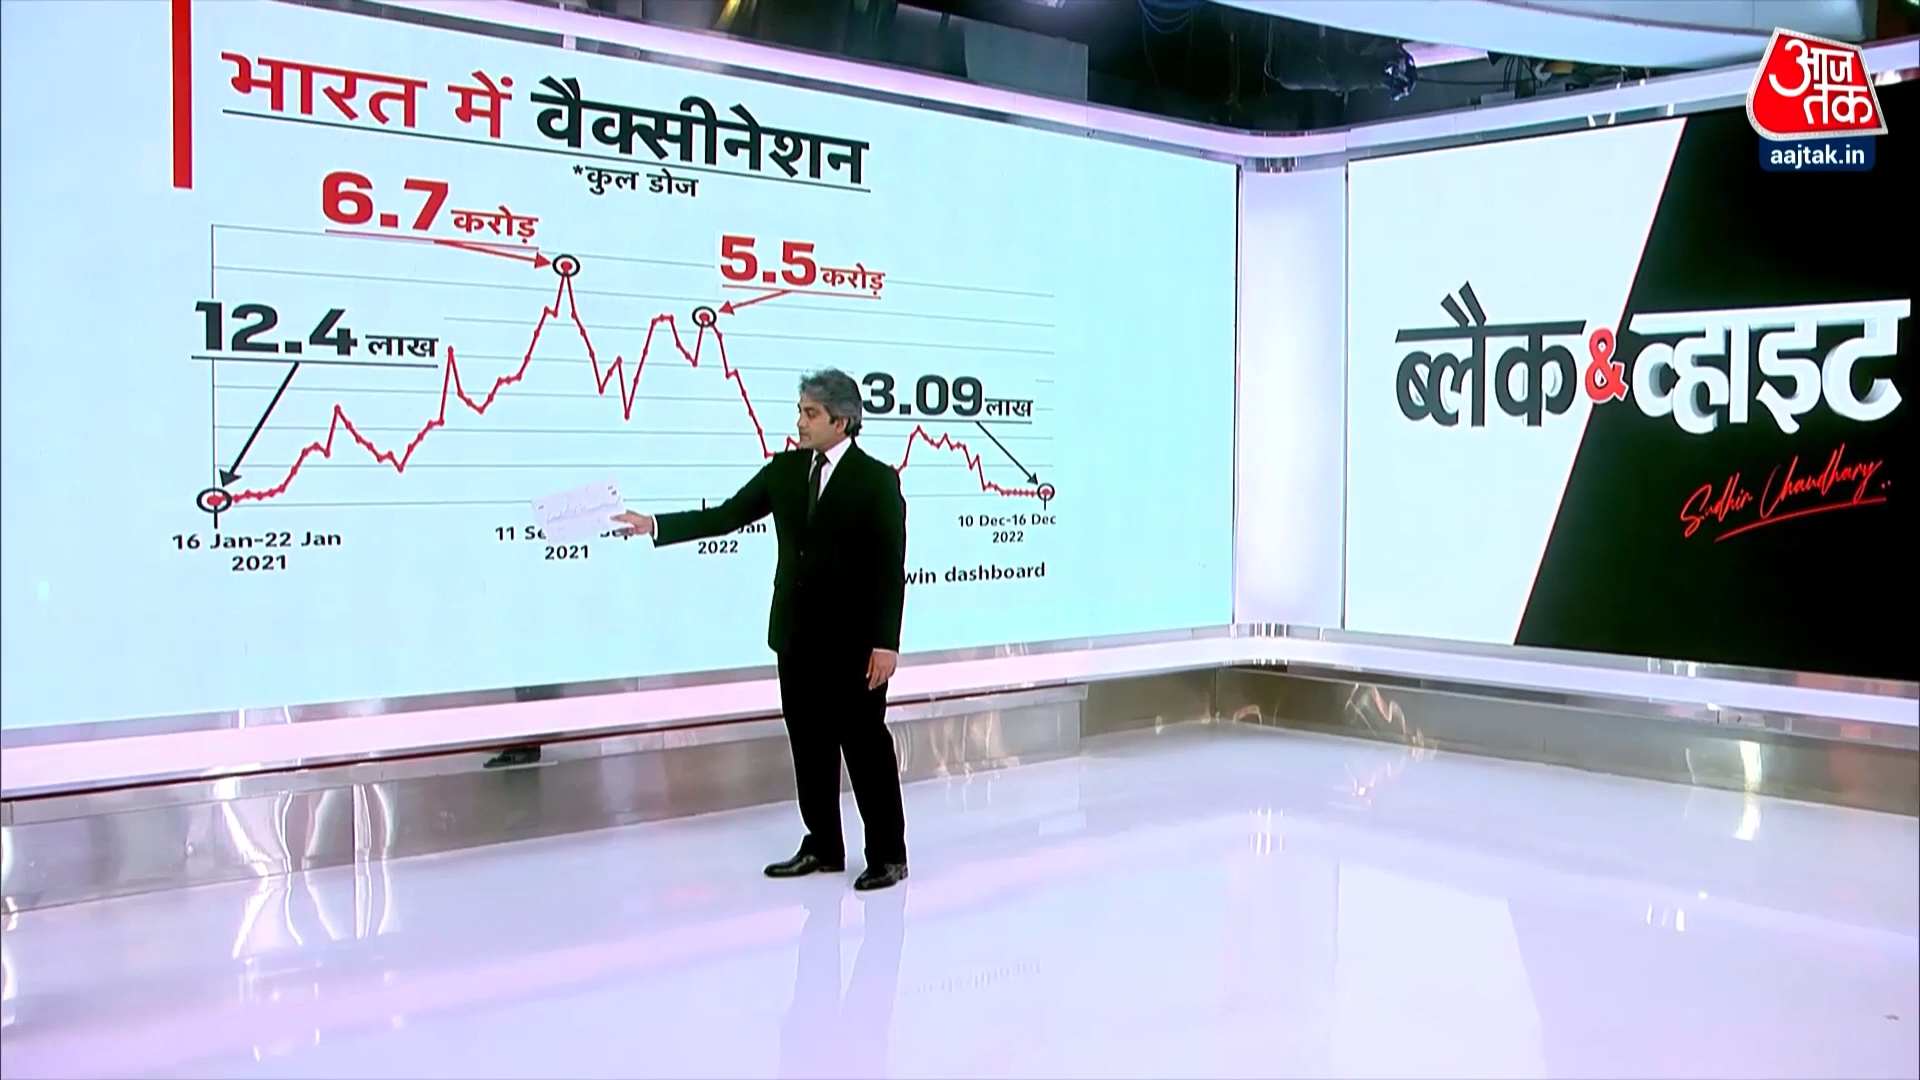 भारत में वैक्सीनेशन
*कुल डोज
6.7 करोड़
5.5 करोड़
12.4 लाख
3.09 लाख
16 Jan-22 Jan
2021
11
2021
2022
10 Dec-16 Dec
2022
dashboard
आज तक
aajtak.in
ब्लैक & व्हाइट
Sudhir Chaudhary..